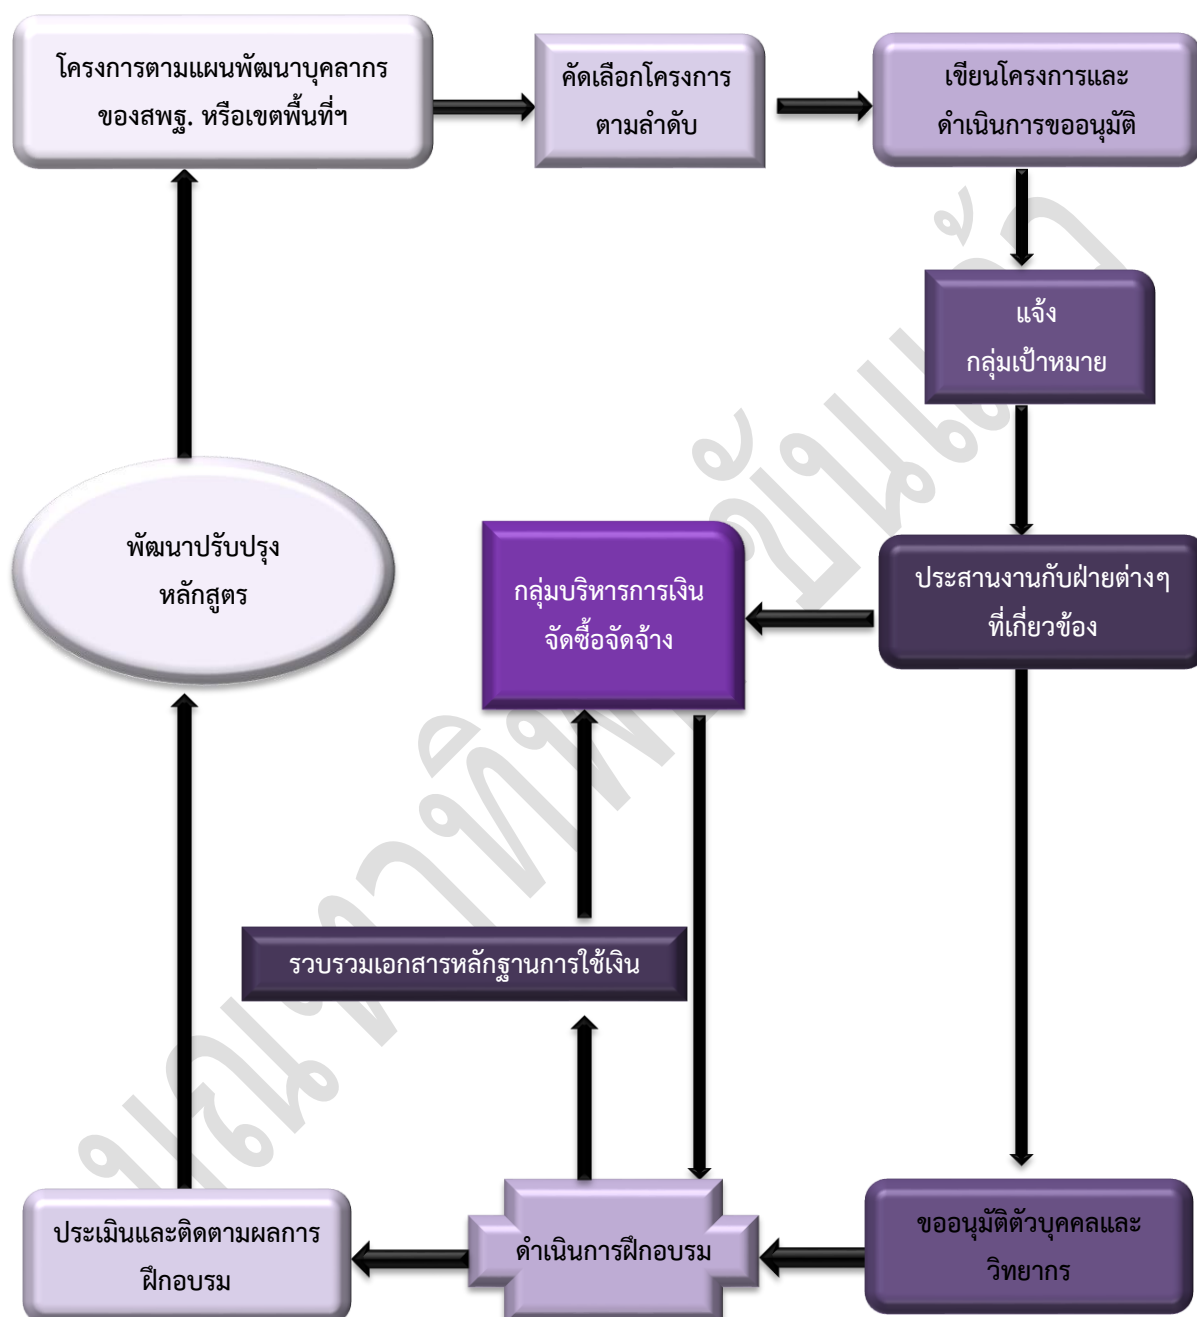 โครงการตามแผนพัฒนาบุคลากร
ของสพฐ. หรือเขตพื้นที่ฯ
คัดเลือกโครงการ
ตามลำดับ
เขียนโครงการและ
ดำเนินการขออนุมัติ
แจ้ง
กลุ่มเป้าหมาย
พัฒนาปรับปรุง
หลักสูตร
กลุ่มบริหารการเงิน
จัดซื้อจัดจ้าง
ประสานงานกับฝ่ายต่างๆ
ที่เกี่ยวข้อง
รวบรวมเอกสารหลักฐานการใช้เงิน
ประเมินและติดตามผลการ
ฝึกอบรม
ดำเนินการฝึกอบรม
ขออนุมัติตัวบุคคลและ
วิทยากร